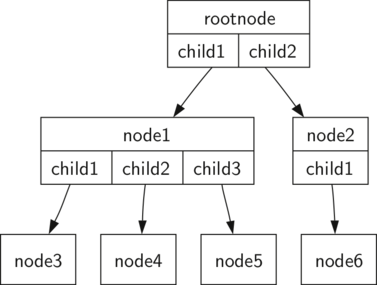 rootnode
child1 child2
node1 node2
child1 child2 child3 child1
node3 node4 node5 node6